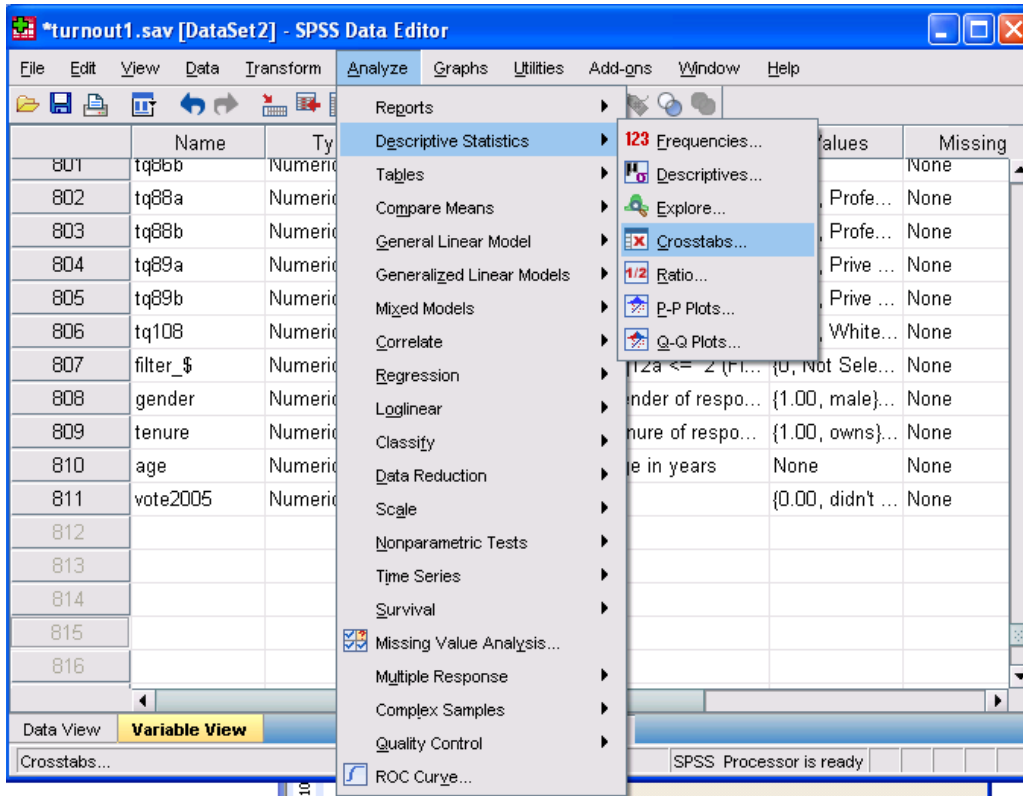 *turnout1.sav [DataSet2] - SPSS Data Editor
File Edit View Data Transform Analyze Graphs Utilities Add-ons Window Help
Name Ty alues Missing
801 tq86b Numeric None
802 tq88a Numeric , Profe... None
803 tq88b Numeric , Profe... None
804 tq89a Numeric , Prive ... None
805 tq89b Numeric , Prive ... None
806 tq108 Numeric , White... None
807 filter_$ Numeric 12a <= 2 (FI... {0, Not Sele... None
808 gender Numeric nder of respo... {1.00, male}... None
809 tenure Numeric nure of respo... {1.00, owns}... None
810 age Numeric e in years None None
811 vote2005 Numeric {0.00, didn't ... None
812
813
814
815
816
Reports
Descriptive Statistics
Tables
Compare Means
General Linear Model
Generalized Linear Models
Mixed Models
Correlate
Regression
Loglinear
Classify
Data Reduction
Scale
Nonparametric Tests
Time Series
Survival
Missing Value Analysis...
Multiple Response
Complex Samples
Quality Control
ROC Curve...
123 Frequencies...
Descriptives...
Explore...
Crosstabs...
1/2 Ratio...
P-P Plots...
Q-Q Plots...
Data View Variable View
Crosstabs... SPSS Processor is ready